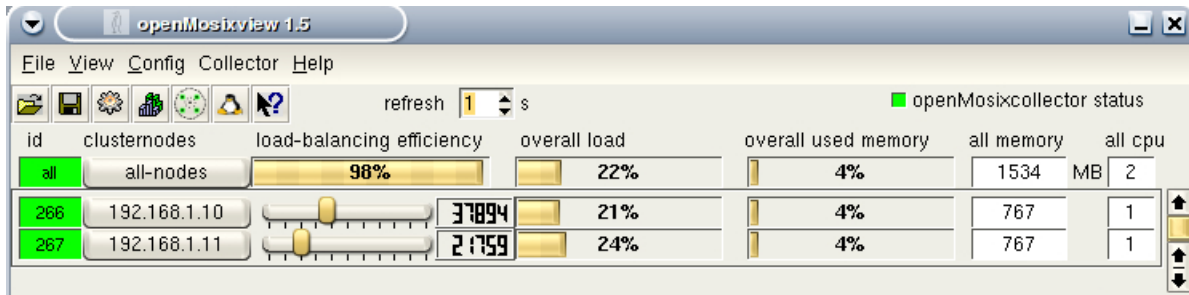 openMosixview 1.5
File View Config Collector Help
refresh 1 s openMosixcollector status
id clusternodes load-balancing efficiency overall load overall used memory all memory all cpu
all all-nodes 98% 22% 4% 1534 MB 2
266 192.168.1.10 37894 21% 4% 767 1
267 192.168.1.11 21759 24% 4% 767 1